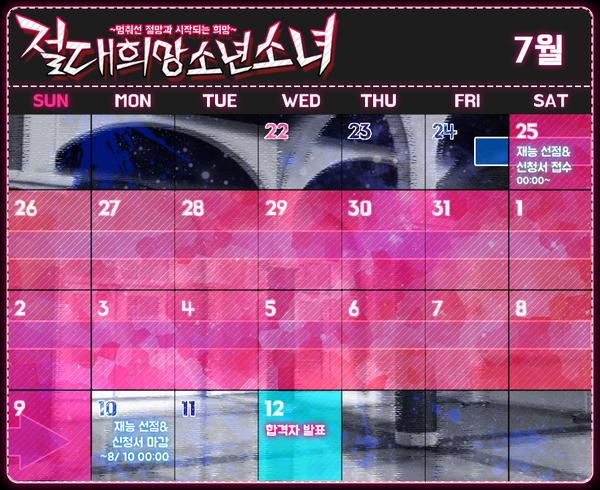 ~멈춰선 절망과 시작되는 희망~
절대희망소년소녀
7월
SUN MON TUE WED THU FRI SAT
22 23 24 25
재능 선점&
신청서 접수
00:00~
26 27 28 29 30 31 1
2 3 4 5 6 7 8
9 10 11 12
재능 선점&
신청서 마감
~8/ 10 00:00
합격자 발표